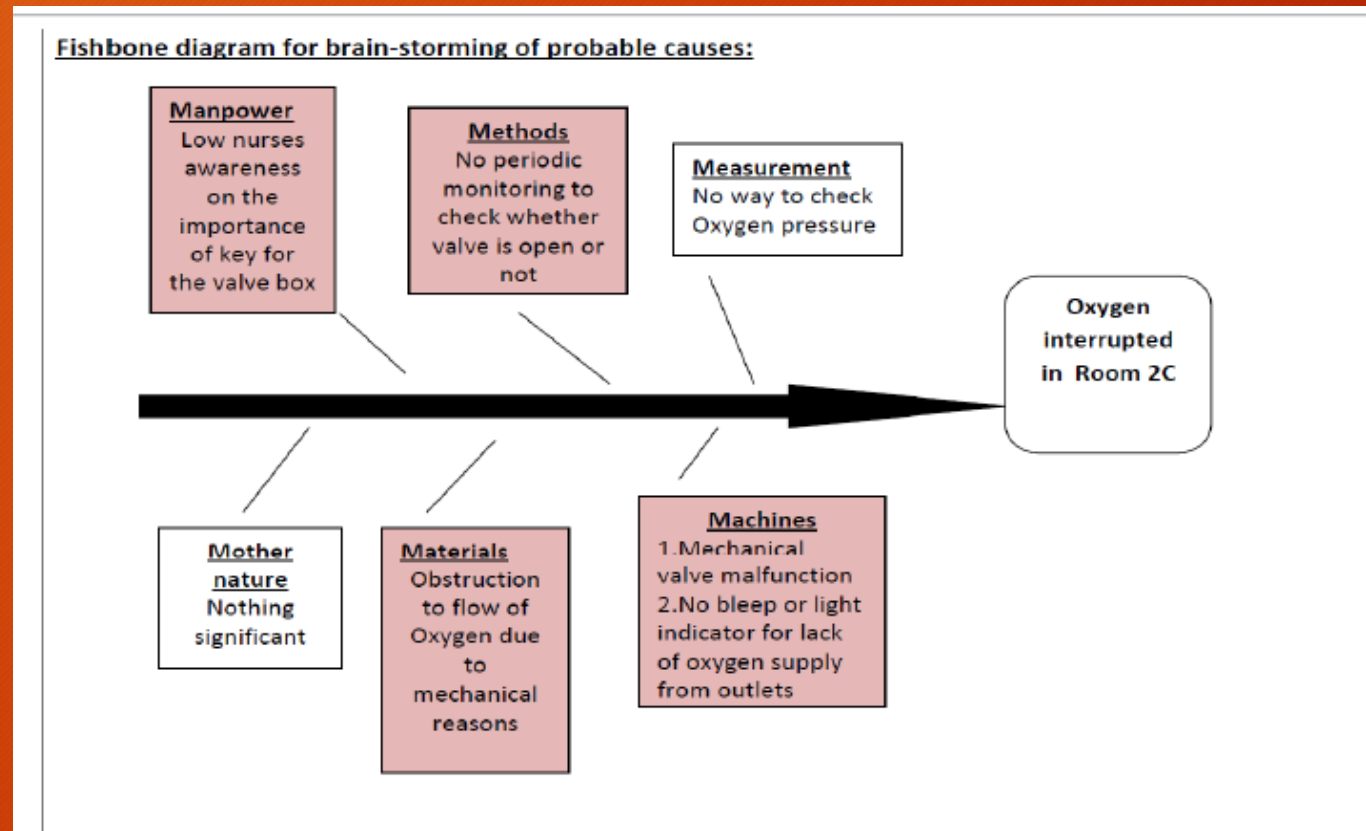 Fishbone diagram for brain-storming of probable causes:
Manpower
Low nurses
awareness
on the
importance
of key for
the valve box
Methods
No periodic
monitoring to
check whether
valve is open or
not
Measurement
No way to check
Oxygen pressure
Oxygen
interrupted
in Room 2C
Mother
nature
Nothing
significant
Materials
Obstruction
to flow of
Oxygen due
to
mechanical
reasons
Machines
1.Mechanical
valve malfunction
2.No bleep or light
indicator for lack
of oxygen supply
from outlets